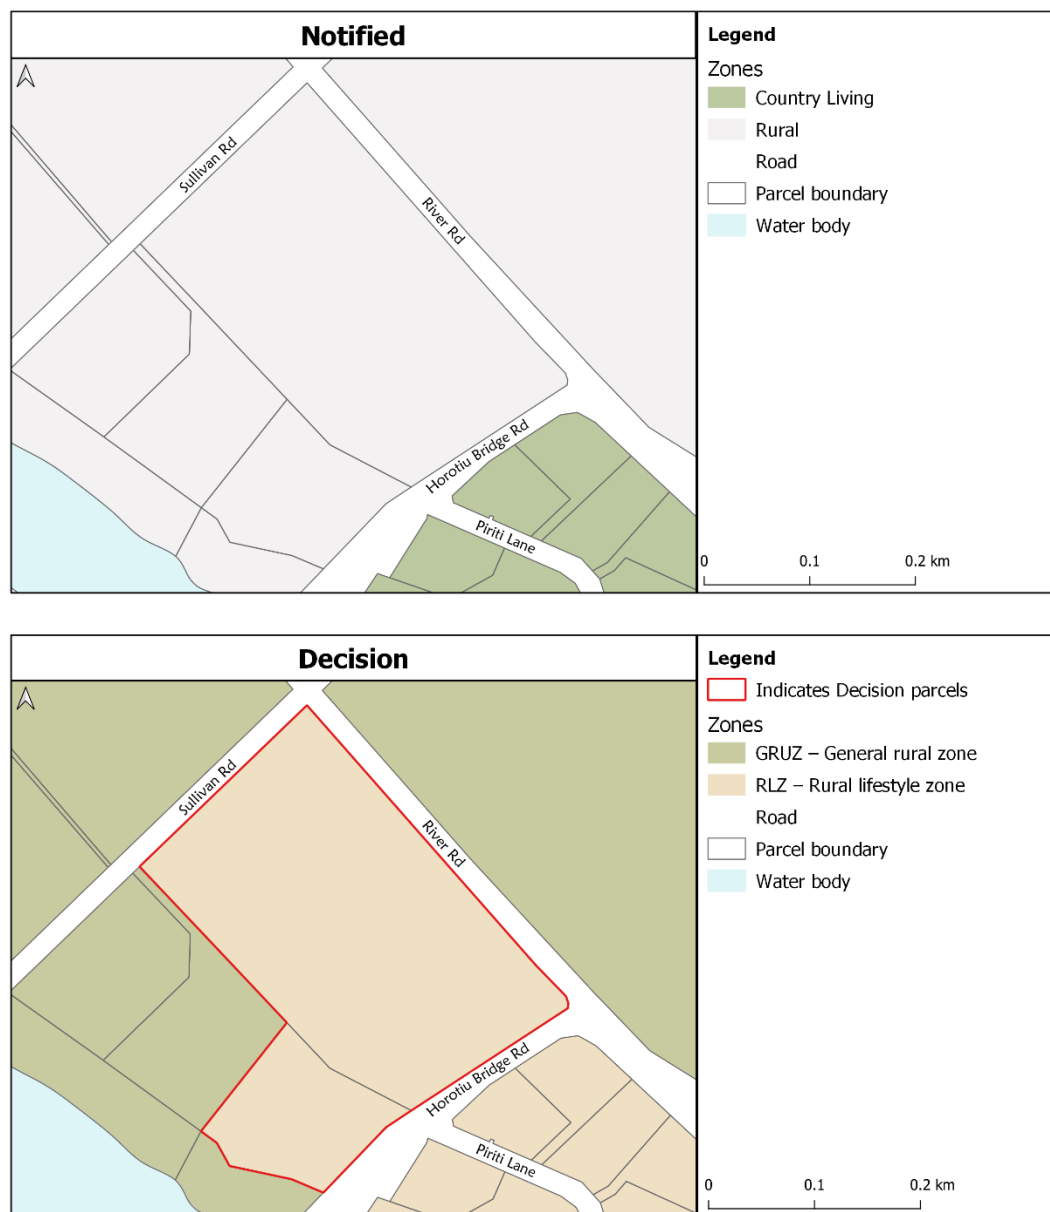 Notified
Legend
Zones
Country Living
Rural
Road
Parcel boundary
Water body
Sullivan Rd
River Rd
Horotiu Bridge Rd
Piriti Lane
0 0.1 0.2 km
Decision
Legend
Indicates Decision parcels
Zones
GRUZ – General rural zone
RLZ – Rural lifestyle zone
Road
Parcel boundary
Water body
Sullivan Rd
River Rd
Horotiu Bridge Rd
Piriti Lane
0 0.1 0.2 km